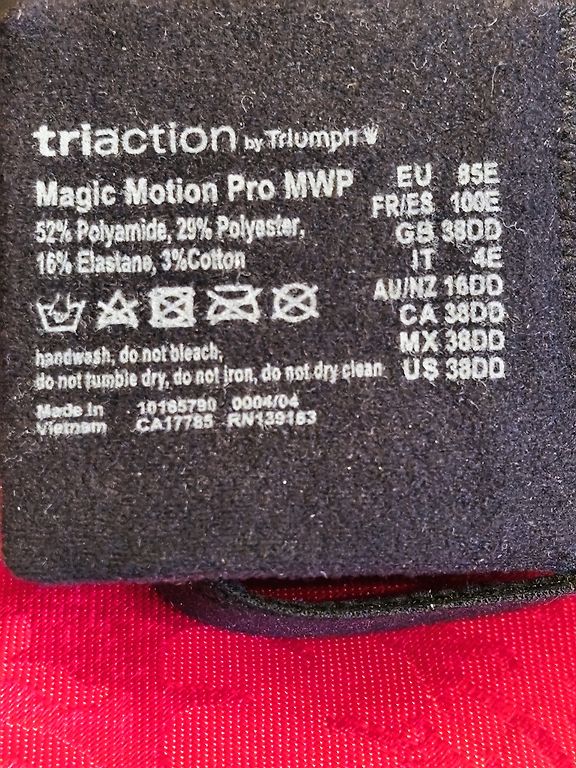 triaction by Triumph
Magic Motion Pro MWP
52% Polyamide, 29% Polyester,
16% Elastane, 3%Cotton
handwash, do not bleach,
do not tumble dry, do not iron, do not dry clean
Made in 10185790 0004/04
Vietnam CA17785 RN139183
EU 85E
FR/ES 100E
GB 38DD
IT 4E
AU/NZ 16DD
CA 38DD
MX 38DD
US 38DD